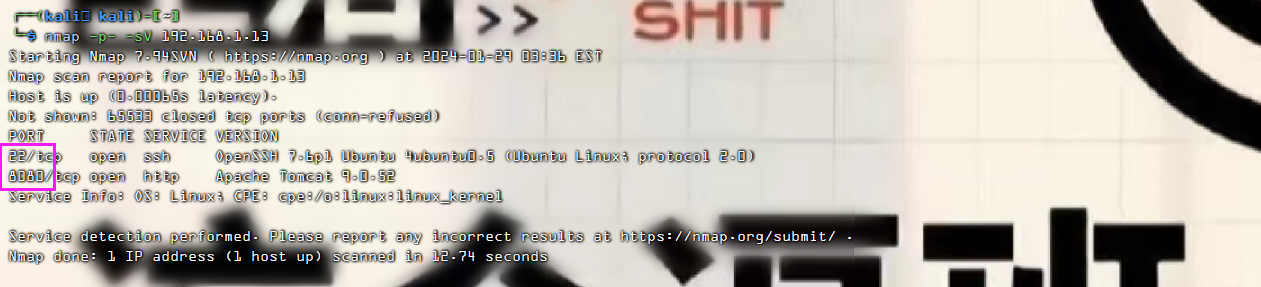 >> SHIT
┌──(kali㉿kali)-[~]
└─$ nmap -p- -sV 192.168.1.13
Starting Nmap 7.94SVN ( https://nmap.org ) at 2024-01-29 03:36 EST
Nmap scan report for 192.168.1.13
Host is up (0.00065s latency).
Not shown: 65533 closed tcp ports (conn-refused)
PORT     STATE SERVICE VERSION
22/tcp   open  ssh     OpenSSH 7.6p1 Ubuntu 4ubuntu0.5 (Ubuntu Linux; protocol 2.0)
8080/tcp open  http    Apache Tomcat 9.0.52
Service Info: OS: Linux; CPE: cpe:/o:linux:linux_kernel
Service detection performed. Please report any incorrect results at https://nmap.org/submit/ .
Nmap done: 1 IP address (1 host up) scanned in 12.74 seconds